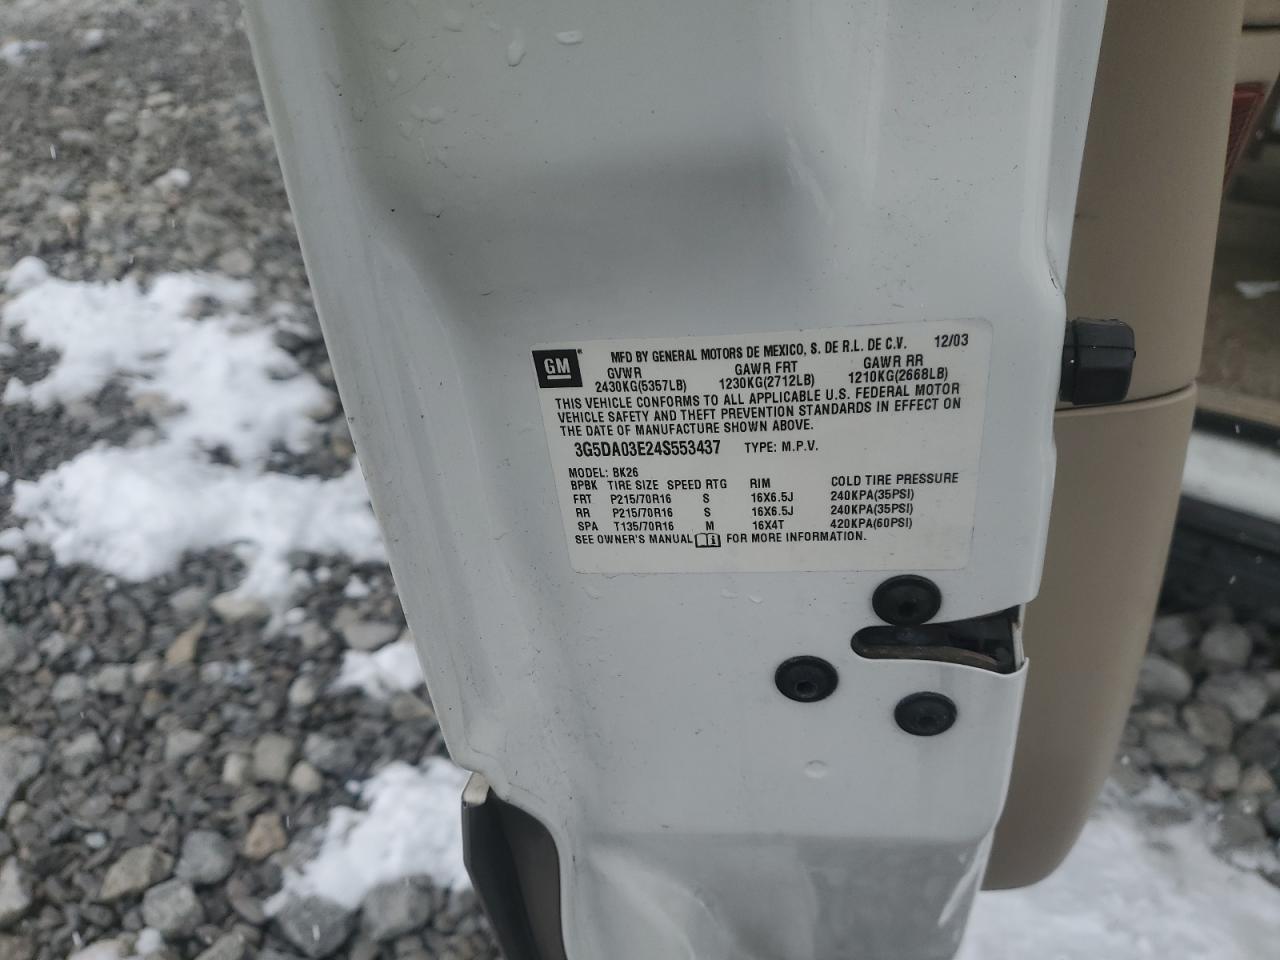 GM
MFD BY GENERAL MOTORS DE MEXICO, S. DE R.L. DE C.V. 12/03
GVWR GAWR FRT GAWR RR
2430KG(5357LB) 1230KG(2712LB) 1210KG(2668LB)
THIS VEHICLE CONFORMS TO ALL APPLICABLE U.S. FEDERAL MOTOR
VEHICLE SAFETY AND THEFT PREVENTION STANDARDS IN EFFECT ON
THE DATE OF MANUFACTURE SHOWN ABOVE.
3G5DA03E24S553437 TYPE: M.P.V.
MODEL: BK26
BPBK TIRE SIZE SPEED RTG RIM COLD TIRE PRESSURE
FRT P215/70R16 S 16X6.5J 240KPA(35PSI)
RR P215/70R16 S 16X6.5J 240KPA(35PSI)
SPA T135/70R16 M 16X4T 420KPA(60PSI)
SEE OWNER'S MANUAL FOR MORE INFORMATION.